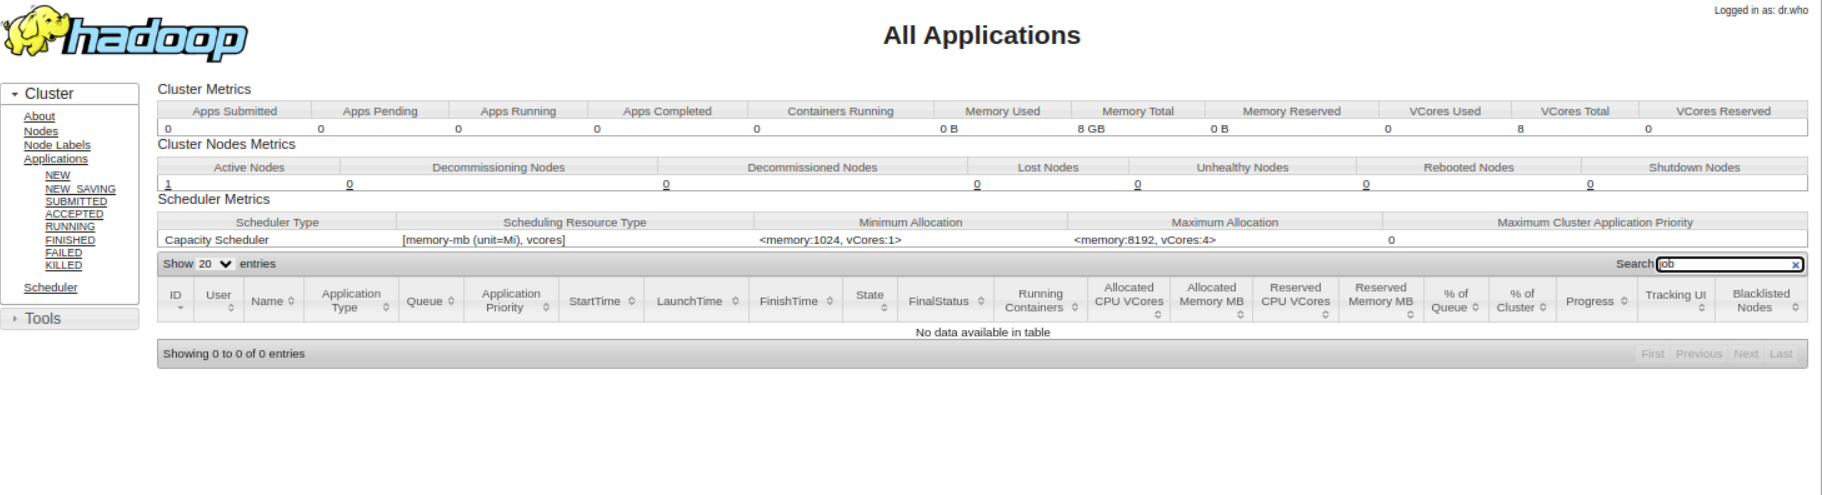 Logged in as: dr.who
hadoop
All Applications
Cluster
About
Nodes
Node Labels
Applications
NEW
NEW_SAVING
SUBMITTED
ACCEPTED
RUNNING
FINISHED
FAILED
KILLED
Scheduler
Tools
Cluster Metrics
Apps Submitted Apps Pending Apps Running Apps Completed Containers Running Memory Used Memory Total Memory Reserved VCores Used VCores Total VCores Reserved
0 0 0 0 0 0 B 8 GB 0 B 0 8 0
Cluster Nodes Metrics
Active Nodes Decommissioning Nodes Decommissioned Nodes Lost Nodes Unhealthy Nodes Rebooted Nodes Shutdown Nodes
1 0 0 0 0 0 0
Scheduler Metrics
Scheduler Type Scheduling Resource Type Minimum Allocation Maximum Allocation Maximum Cluster Application Priority
Capacity Scheduler [memory-mb (unit=Mi), vcores] <memory:1024, vCores:1> <memory:8192, vCores:4> 0
Show 20 entries Search job
ID User Name Application Type Queue Application Priority StartTime LaunchTime FinishTime State FinalStatus Running Containers Allocated CPU VCores Allocated Memory MB Reserved CPU VCores Reserved Memory MB % of Queue % of Cluster Progress Tracking UI Blacklisted Nodes
No data available in table
Showing 0 to 0 of 0 entries First Previous Next Last